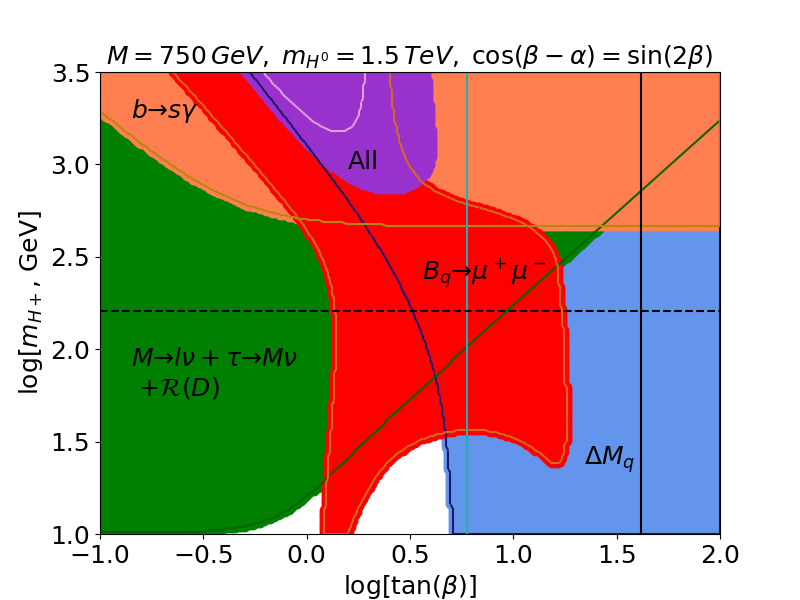 M = 750 GeV, m_{H^0} = 1.5 TeV, cos(β − α) = sin(2β)
3.5
b→sγ
All
3.0
log[m_{H+}, GeV]
2.5
B_q→μ⁺μ⁻
2.0
M→lν + τ→Mν
+ℛ(D)
1.5
ΔM_q
1.0
−1.0 −0.5 0.0 0.5 1.0 1.5 2.0
log[tan(β)]